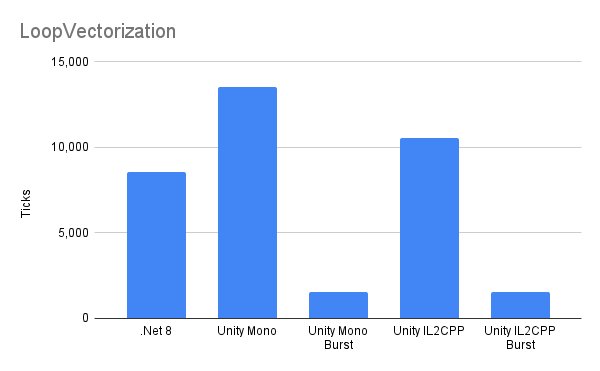 LoopVectorization
15,000
10,000
5,000
0
Ticks
.Net 8
Unity Mono
Unity Mono
Burst
Unity IL2CPP
Unity IL2CPP
Burst